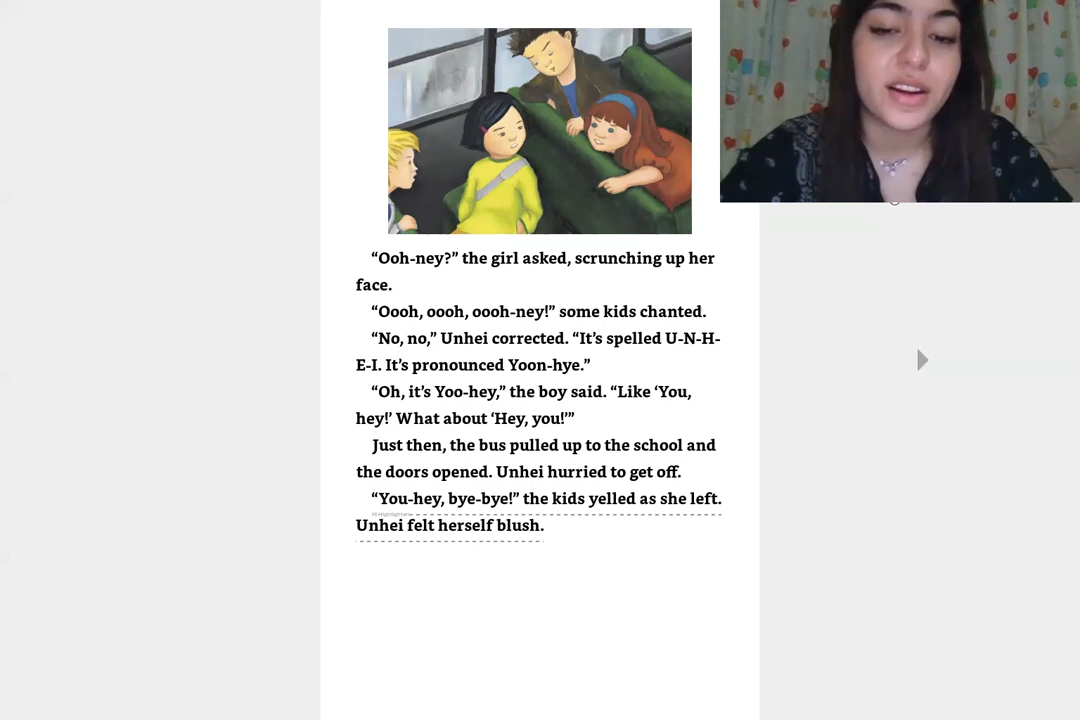 “Ooh-ney?” the girl asked, scrunching up her
face.
“Oooh, oooh, oooh-ney!” some kids chanted.
“No, no,” Unhei corrected. “It’s spelled U-N-H-
E-I. It’s pronounced Yoon-hye.”
“Oh, it’s Yoo-hey,” the boy said. “Like ‘You,
hey!’ What about ‘Hey, you!’”
Just then, the bus pulled up to the school and
the doors opened. Unhei hurried to get off.
“You-hey, bye-bye!” the kids yelled as she left.
Unhei felt herself blush.